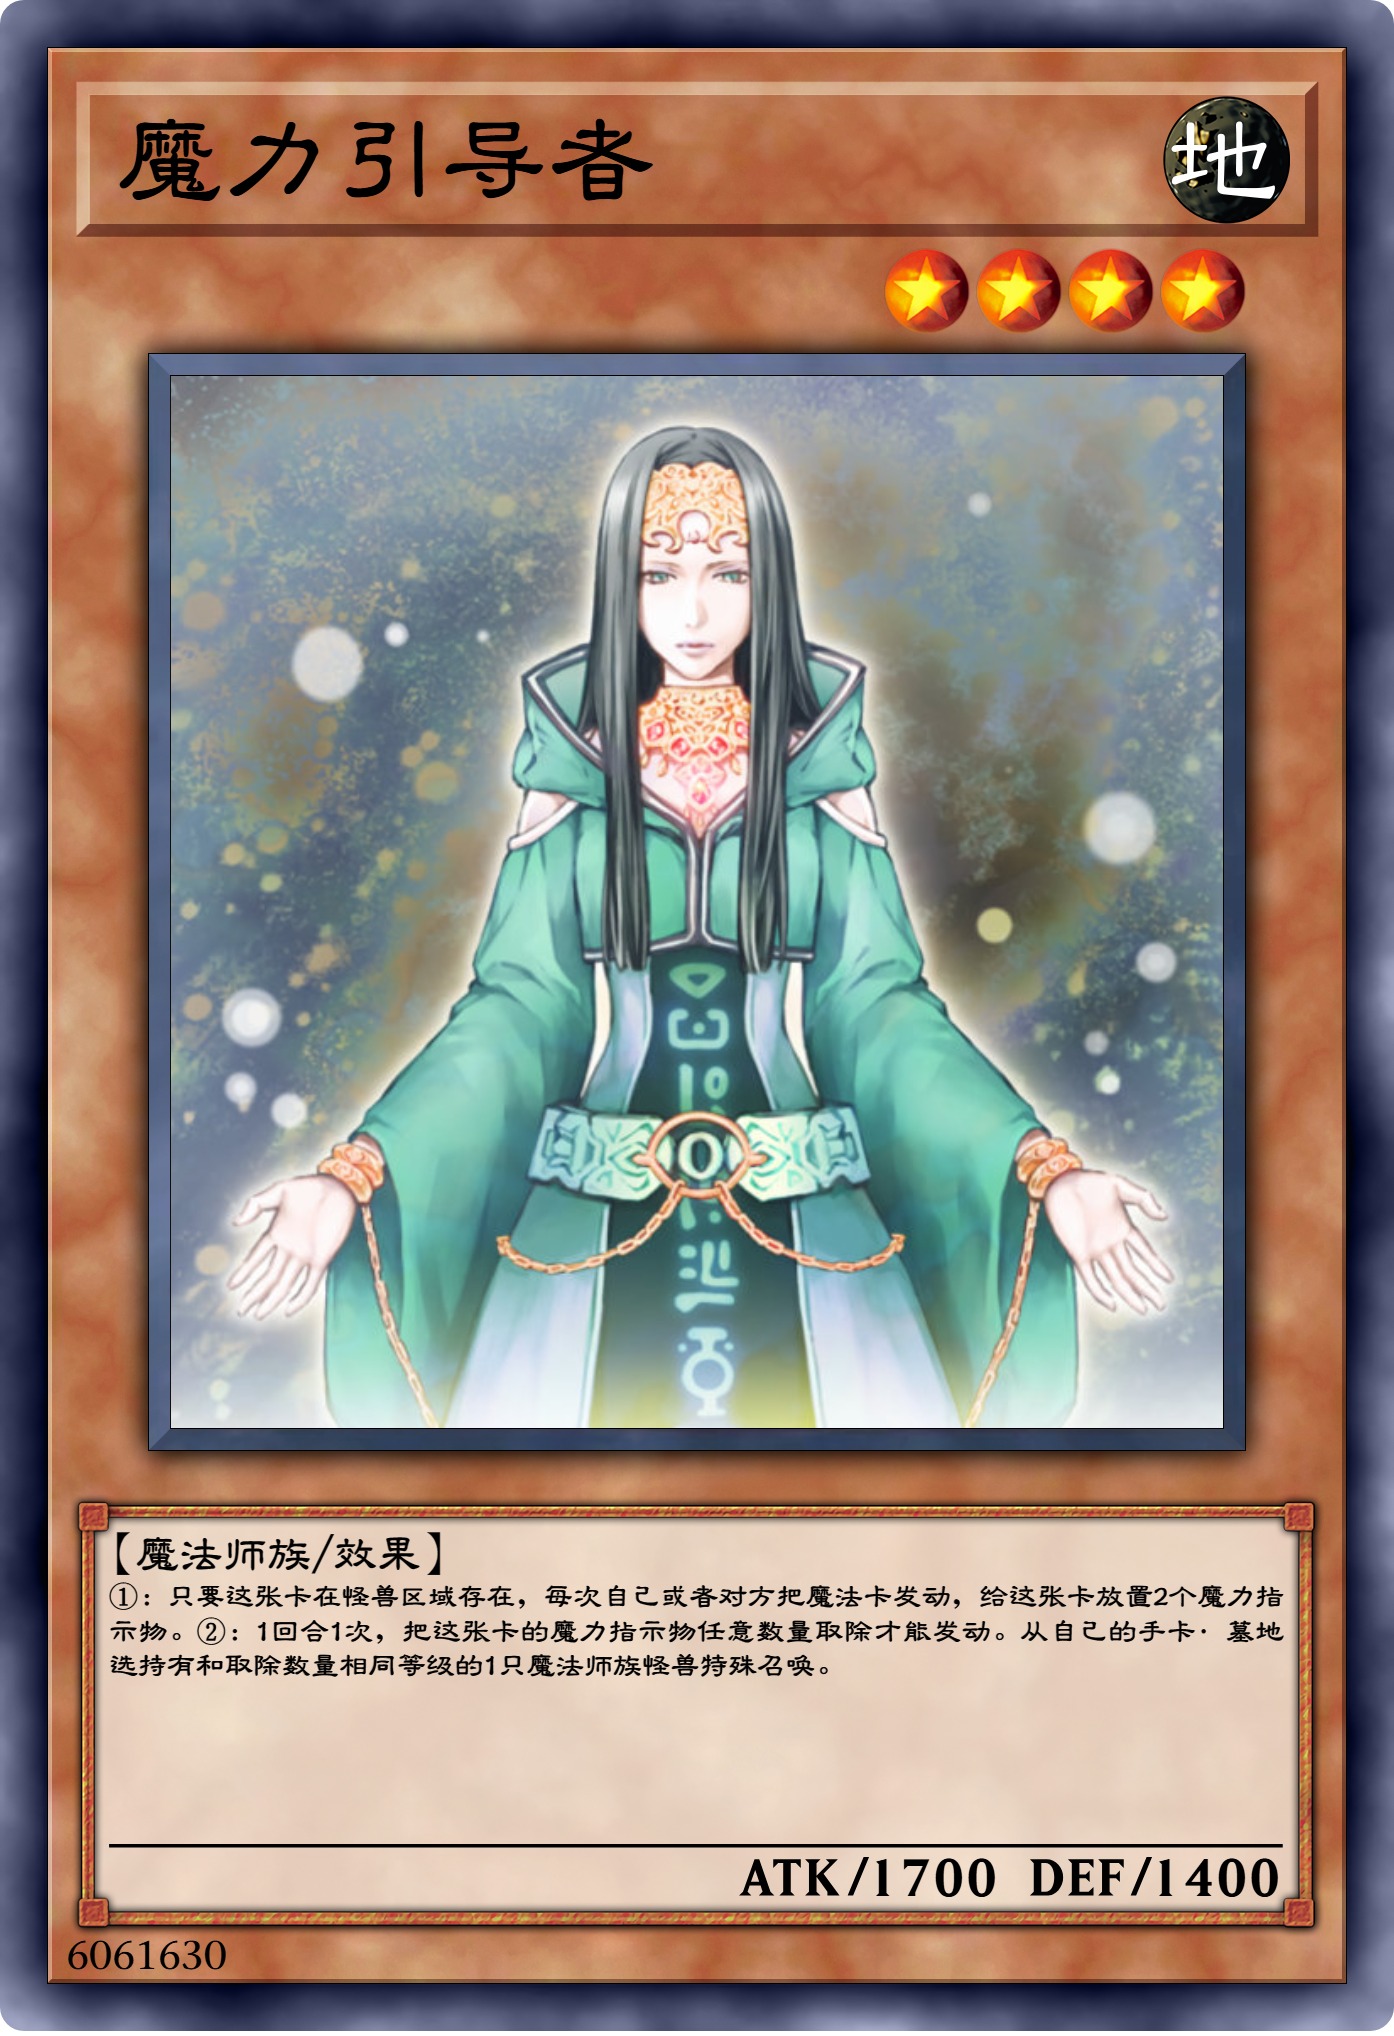 魔力引导者
地
【魔法师族/效果】
①：只要这张卡在怪兽区域存在，每次自己或者对方把魔法卡发动，给这张卡放置2个魔力指
示物。②：1回合1次，把这张卡的魔力指示物任意数量取除才能发动。从自己的手卡·墓地
选持有和取除数量相同等级的1只魔法师族怪兽特殊召唤。
ATK/1700 DEF/1400
6061630